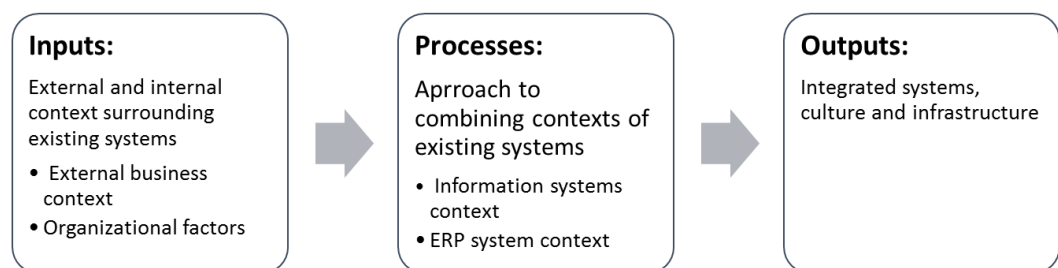 Inputs:
External and internal
context surrounding
existing systems
• External business
context
• Organizational factors
Processes:
Aprroach to
combining contexts of
existing systems
• Information systems
context
• ERP system context
Outputs:
Integrated systems,
culture and infrastructure